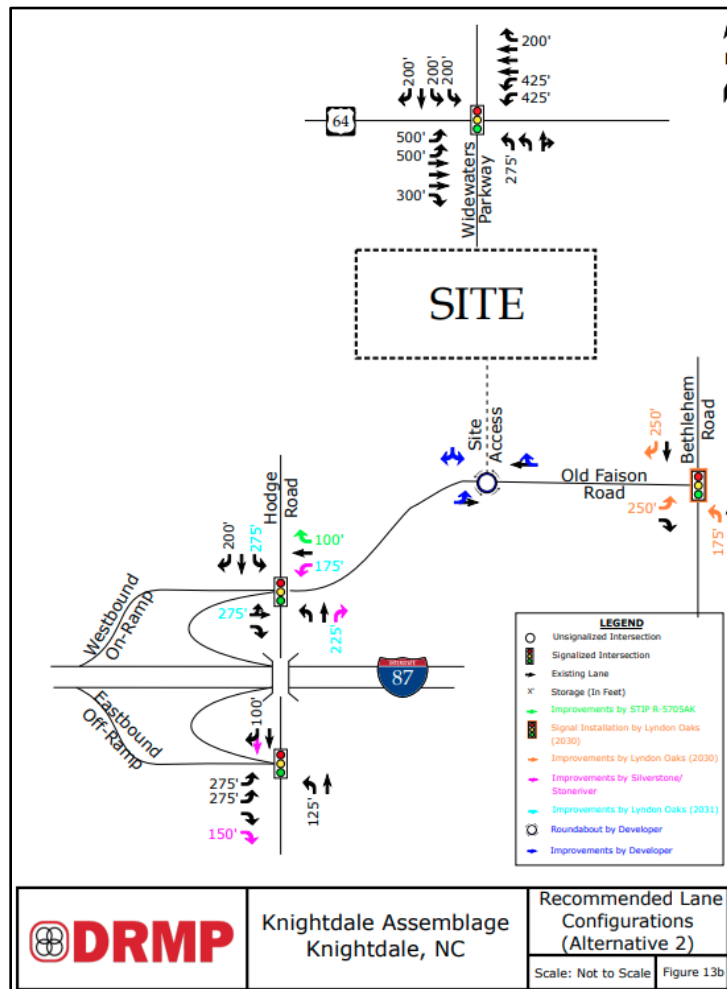 200'
425'
425'
200'
200'
200'
64
500'
500'
300'
275'
Widewaters
Parkway
SITE
Site
Access
Bethlehem
Road
250'
Old Faison
Road
250'
175'
Hodge
Road
200'
275'
100'
175'
275'
225'
Westbound
On-Ramp
INTERSTATE
87
Eastbound
Off-Ramp
100'
275'
275'
150'
125'
LEGEND
Unsignalized Intersection
Signalized Intersection
Existing Lane
X' Storage (In Feet)
Improvements by STIP R-5705AK
Signal Installation by Lyndon Oaks
(2030)
Improvements by Lyndon Oaks (2030)
Improvements by Silverstone/
Stoneriver
Improvements by Lyndon Oaks (2031)
Roundabout by Developer
Improvements by Developer
DRMP
Knightdale Assemblage
Knightdale, NC
Recommended Lane
Configurations
(Alternative 2)
Scale: Not to Scale
Figure 13b